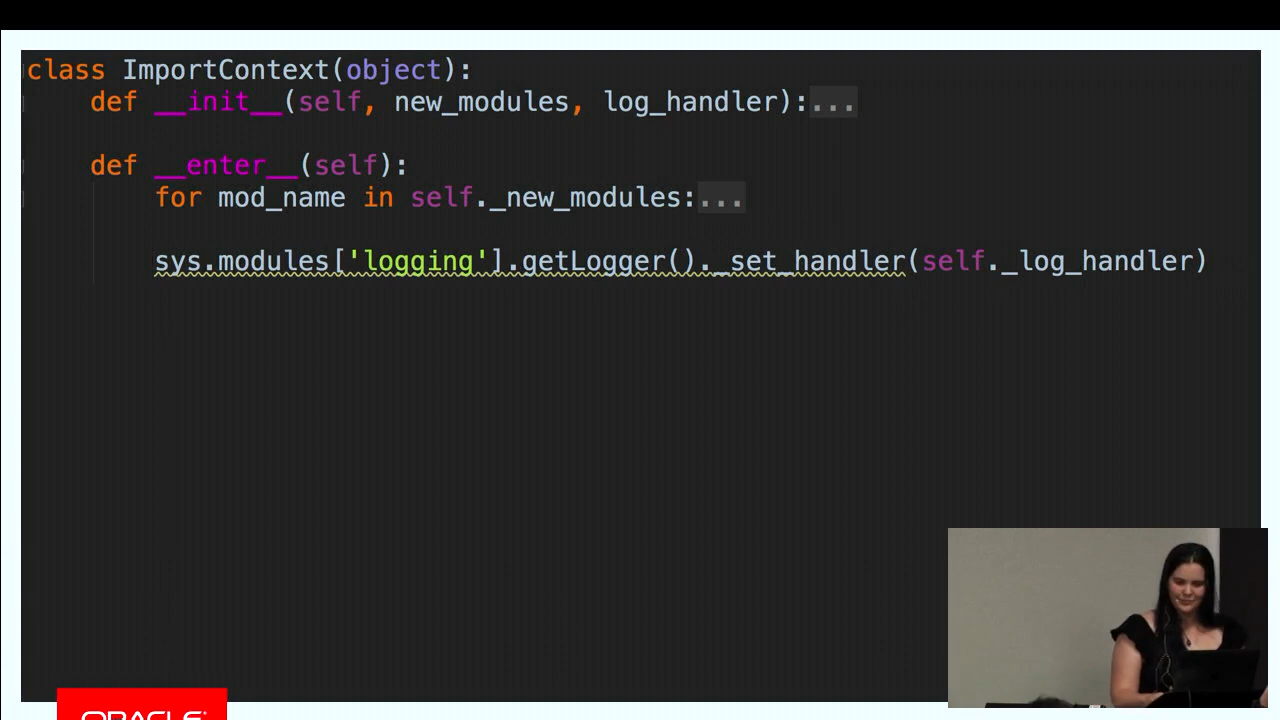 class ImportContext(object):
def __init__(self, new_modules, log_handler):...
def __enter__(self):
for mod_name in self._new_modules:...
sys.modules['logging'].getLogger()._set_handler(self._log_handler)
ORACLE